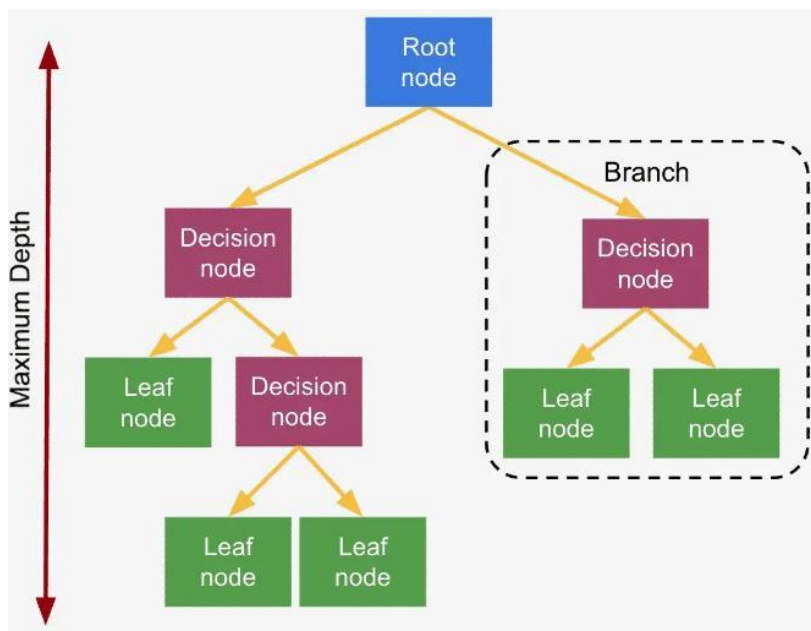 Root
node
Branch
Decision
node
Decision
node
Maximum Depth
Leaf
node
Decision
node
Leaf
node
Leaf
node
Leaf
node
Leaf
node